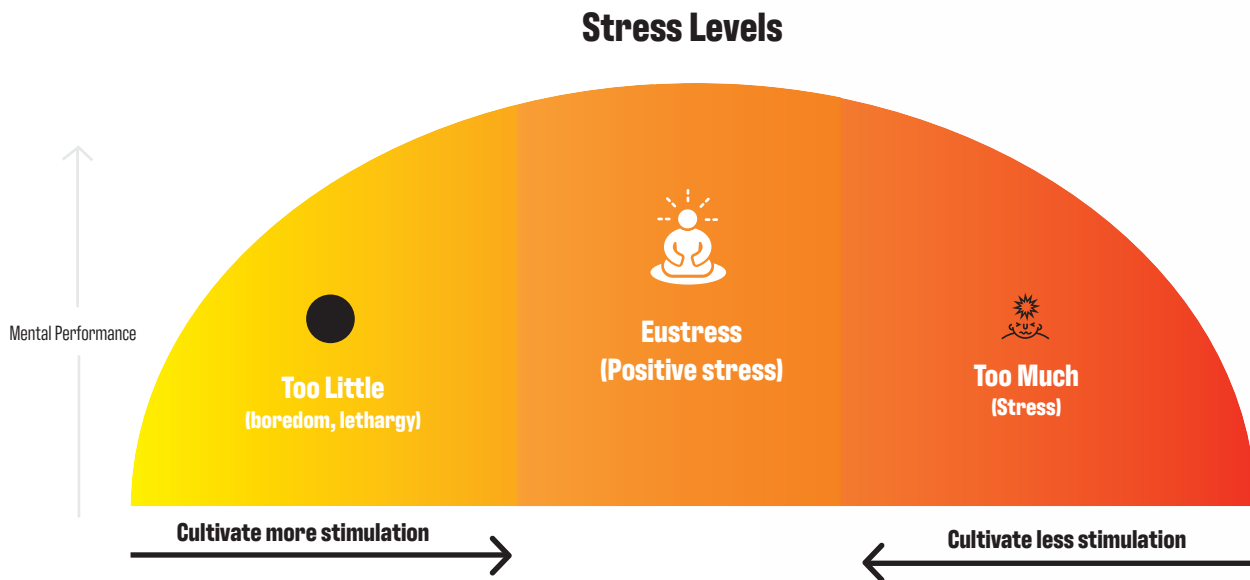 Stress Levels
Mental Performance
Too Little
(boredom, lethargy)
Eustress
(Positive stress)
Too Much
(Stress)
Cultivate more stimulation
Cultivate less stimulation